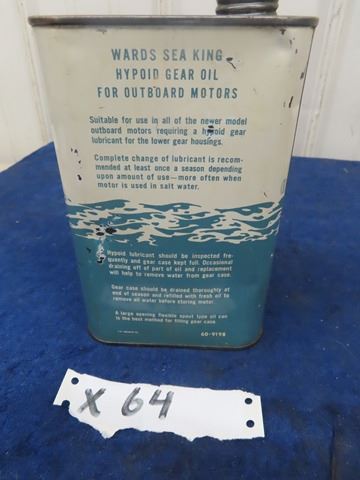 WARDS SEA KING
HYPOID GEAR OIL
FOR OUTBOARD MOTORS
Suitable for use in all of the newer model
outboard motors requiring a hypoid gear
lubricant for the lower gear housings.
Complete change of lubricant is recom-
mended at least once a season depending
upon amount of use—more often when
motor is used in salt water.
Hypoid lubricant should be inspected fre-
quently and gear case kept full. Occasional
draining off of part of oil and replacement
will help to remove water from gear case.
Gear case should be drained thoroughly at
end of season and refilled with fresh oil to
remove all water before storing motor.
A large opening flexible spout type oil can
is the best method for filling gear case.
60-9198
X 64